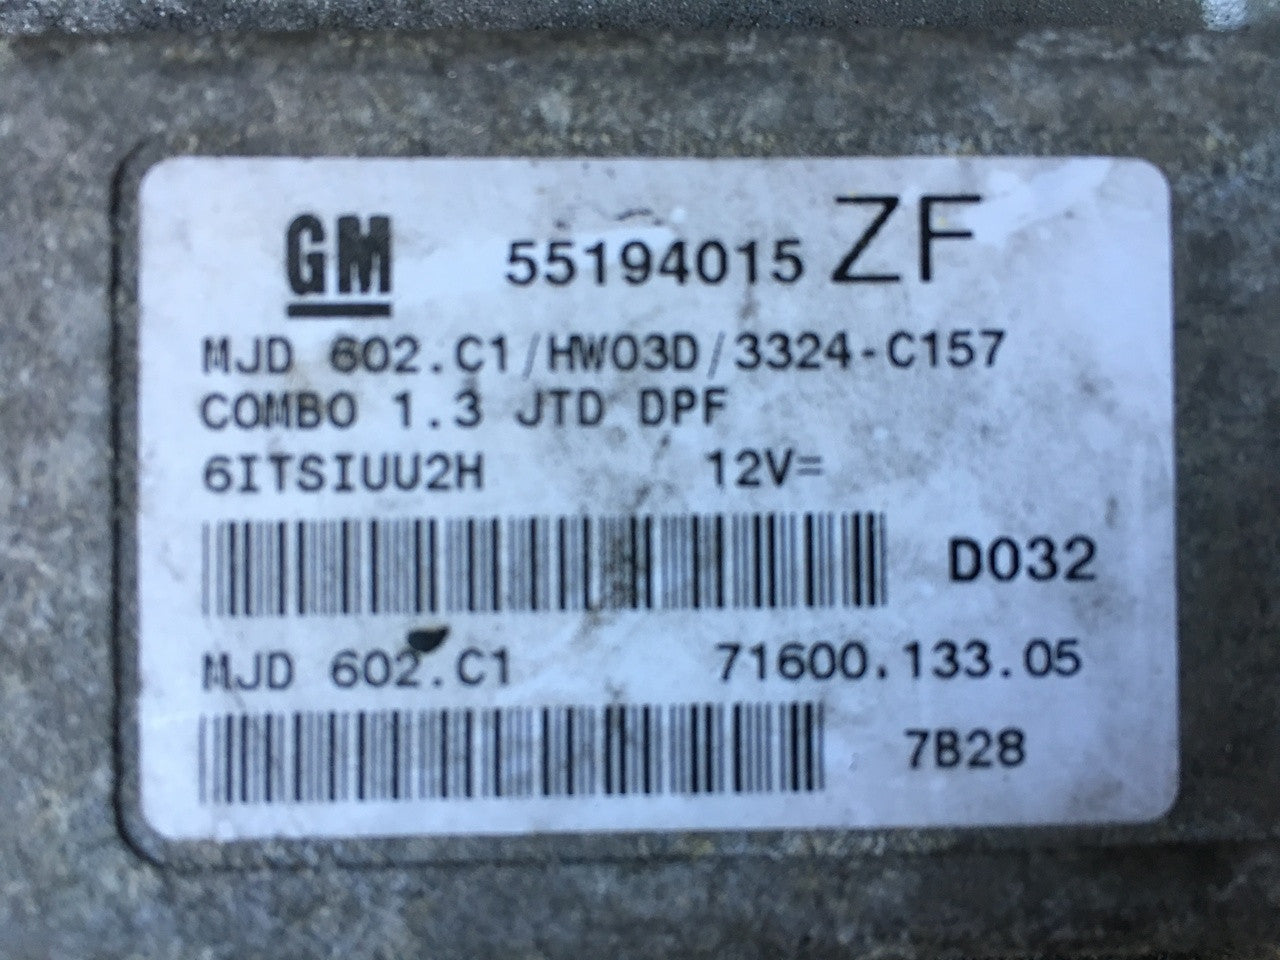 GM 55194015 ZF
MJD 602.C1/HW03D/3324-C157
COMBO 1.3 JTD DPF
6ITSIUU2H 12V=
D032
MJD 602.C1 71600.133.05
7B28